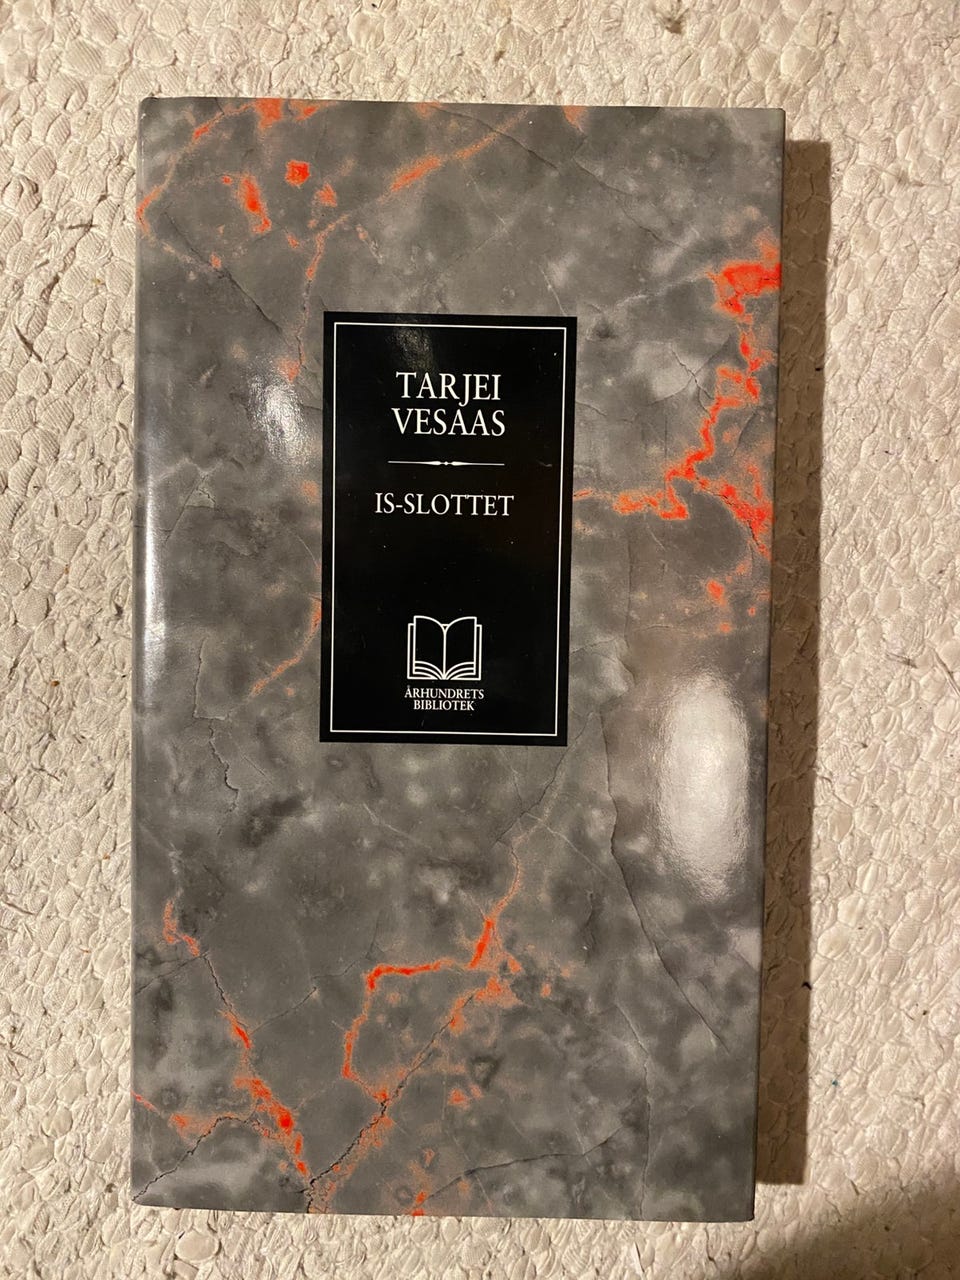 TARJEI
VESAAS
IS-SLOTTET
ÅRHUNDRETS
BIBLIOTEK